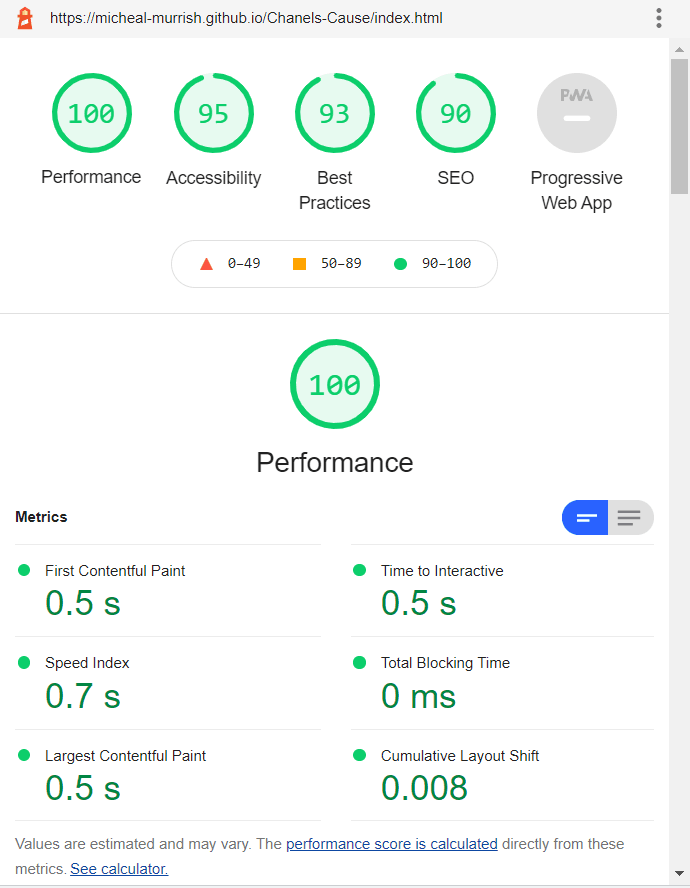 https://micheal-murrish.github.io/Chanels-Cause/index.html
100 95 93 90 PWA
Performance Accessibility Best Practices SEO Progressive Web App
0–49 50–89 90–100
100
Performance
Metrics
First Contentful Paint
0.5 s
Time to Interactive
0.5 s
Speed Index
0.7 s
Total Blocking Time
0 ms
Largest Contentful Paint
0.5 s
Cumulative Layout Shift
0.008
Values are estimated and may vary. The performance score is calculated directly from these
metrics. See calculator.